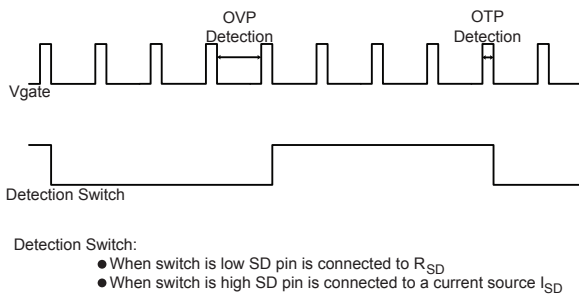 OVP
Detection
OTP
Detection
Vgate
Detection Switch
Detection Switch:
● When switch is low SD pin is connected to RSD
● When switch is high SD pin is connected to a current source ISD